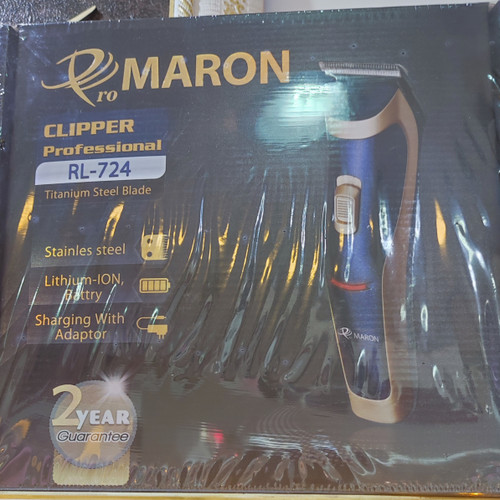 Pro MARON
CLIPPER
Professional
RL-724
Titanium Steel Blade
Stainles steel
Lithium-ION,
Battry
Sharging With
Adaptor
MARON
2 YEAR
Guarantee